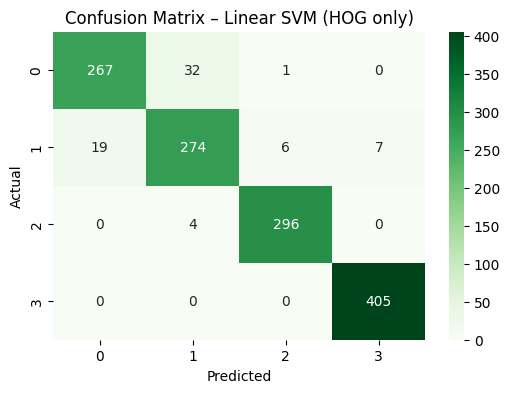 Confusion Matrix – Linear SVM (HOG only)
0 267 32 1 0
1 19 274 6 7
2 0 4 296 0
3 0 0 0 405
0 1 2 3
Actual
Predicted
400
350
300
250
200
150
100
50
0